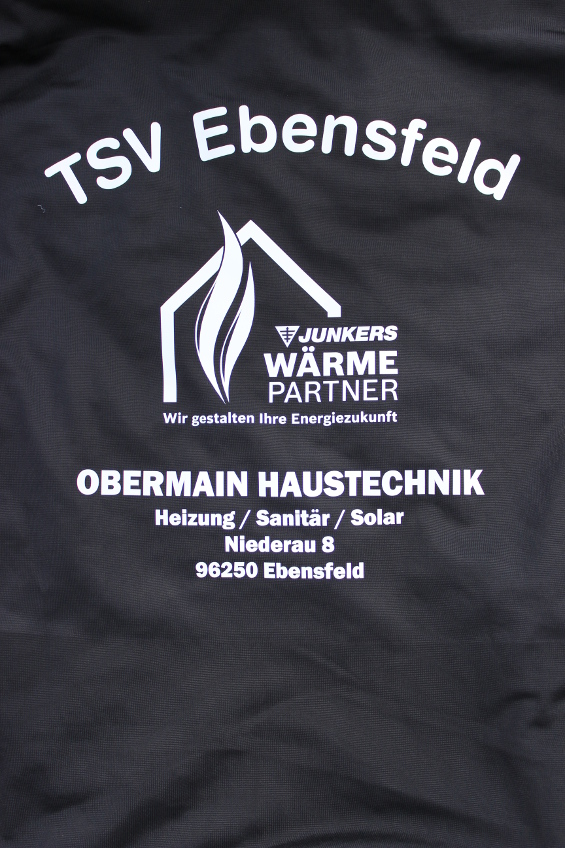 TSV Ebensfeld
JUNKERS
WÄRME
PARTNER
Wir gestalten Ihre Energiezukunft
OBERMAIN HAUSTECHNIK
Heizung / Sanitär / Solar
Niederau 8
96250 Ebensfeld